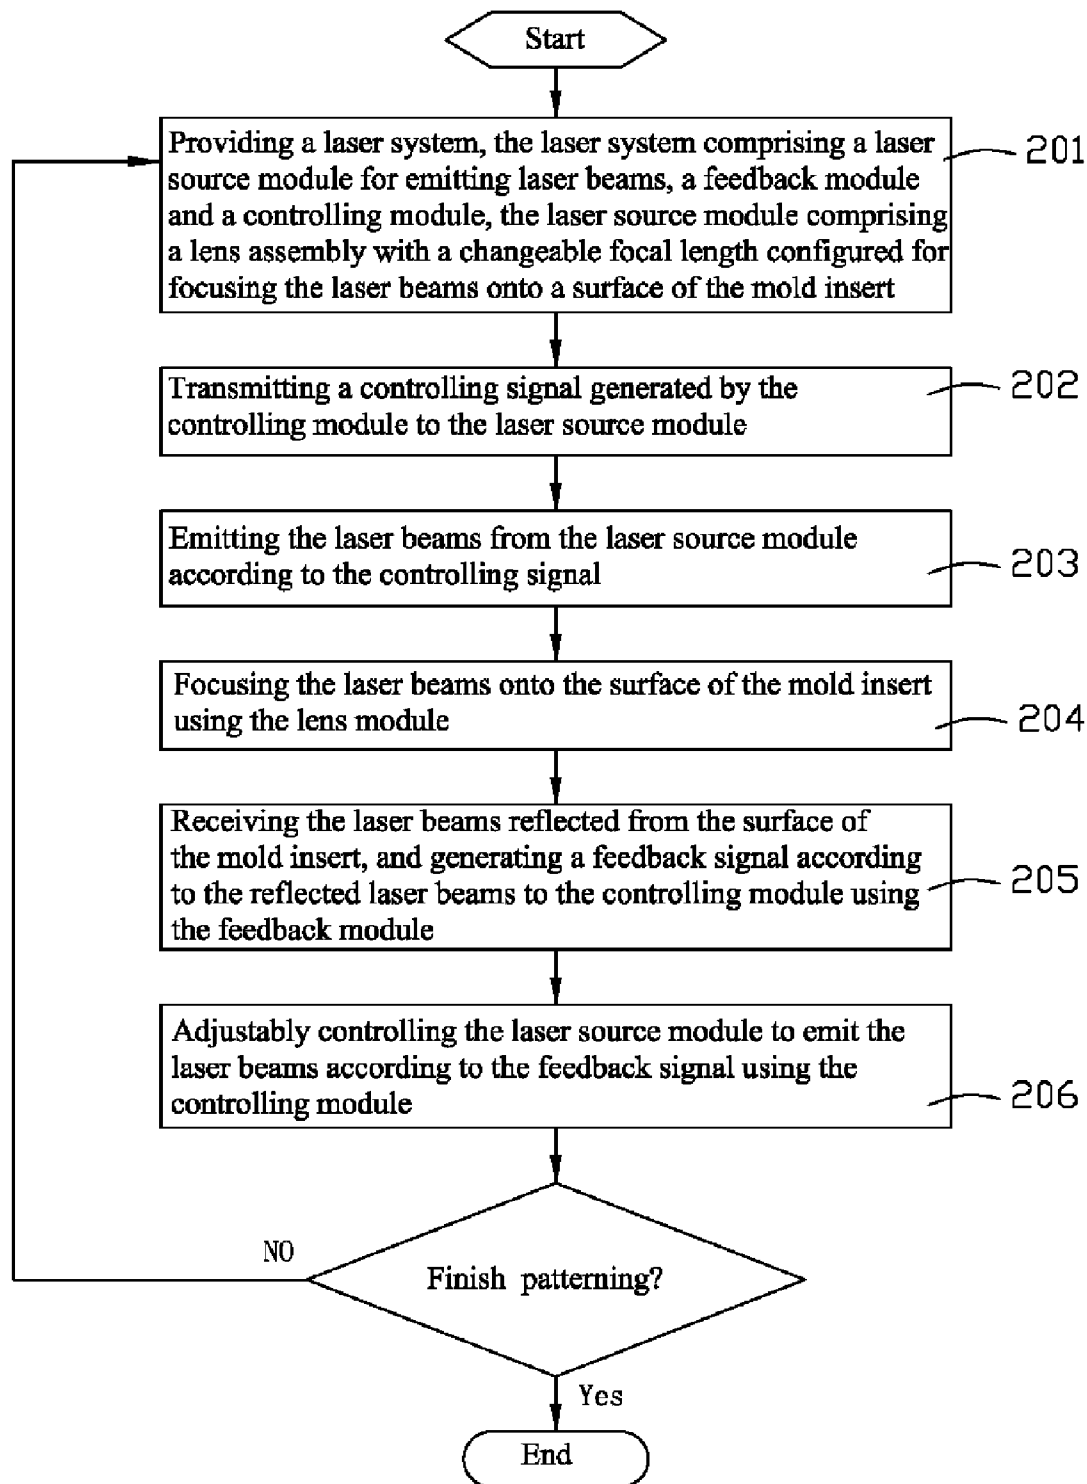 Start
Providing a laser system, the laser system comprising a laser
source module for emitting laser beams, a feedback module
and a controlling module, the laser source module comprising
a lens assembly with a changeable focal length configured for
focusing the laser beams onto a surface of the mold insert
201
Transmitting a controlling signal generated by the
controlling module to the laser source module
202
Emitting the laser beams from the laser source module
according to the controlling signal
203
Focusing the laser beams onto the surface of the mold insert
using the lens module
204
Receiving the laser beams reflected from the surface of
the mold insert, and generating a feedback signal according
to the reflected laser beams to the controlling module using
the feedback module
205
Adjustably controlling the laser source module to emit the
laser beams according to the feedback signal using the
controlling module
206
NO
Finish patterning?
Yes
End